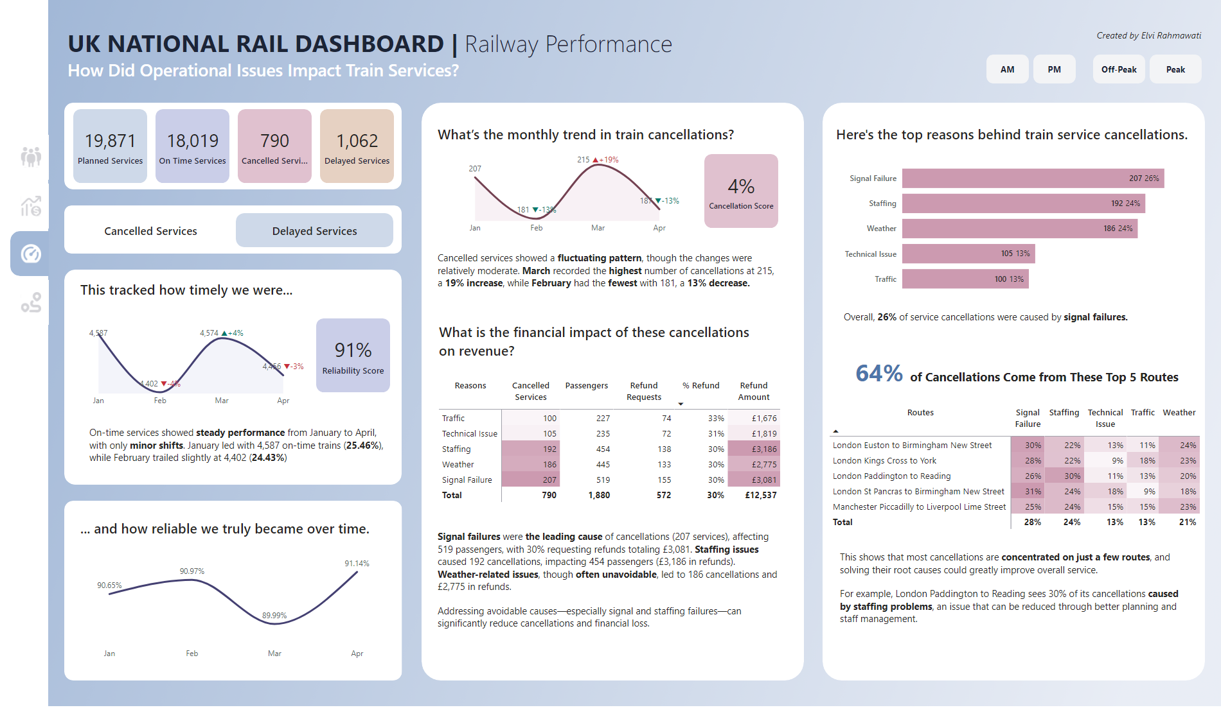 UK NATIONAL RAIL DASHBOARD | Railway Performance
How Did Operational Issues Impact Train Services?
Created by Elvi Rahmawati
AM PM Off-Peak Peak
19,871 18,019 790 1,062
Planned Services On Time Services Cancelled Servi... Delayed Services
Cancelled Services Delayed Services
This tracked how timely we were...
4,587 4,402 ▼-4% 4,574 ▲+4% 4,456 ▼-3%
Jan Feb Mar Apr
91%
Reliability Score
On-time services showed steady performance from January to April,
with only minor shifts. January led with 4,587 on-time trains (25.46%),
while February trailed slightly at 4,402 (24.43%)
... and how reliable we truly became over time.
90.65% 90.97% 89.99% 91.14%
Jan Feb Mar Apr
What's the monthly trend in train cancellations?
207 181 ▼-13% 215 ▲+19% 187 ▼-13%
Jan Feb Mar Apr
4%
Cancellation Score
Cancelled services showed a fluctuating pattern, though the changes were
relatively moderate. March recorded the highest number of cancellations at 215,
a 19% increase, while February had the fewest with 181, a 13% decrease.
What is the financial impact of these cancellations
on revenue?
Reasons Cancelled Passengers Refund % Refund Refund
Services Requests Amount
Traffic 100 227 74 33% £1,676
Technical Issue 105 235 72 31% £1,819
Staffing 192 454 138 30% £3,186
Weather 186 445 133 30% £2,775
Signal Failure 207 519 155 30% £3,081
Total 790 1,880 572 30% £12,537
Signal failures were the leading cause of cancellations (207 services), affecting
519 passengers, with 30% requesting refunds totaling £3,081. Staffing issues
caused 192 cancellations, impacting 454 passengers (£3,186 in refunds).
Weather-related issues, though often unavoidable, led to 186 cancellations and
£2,775 in refunds.
Addressing avoidable causes—especially signal and staffing failures—can
significantly reduce cancellations and financial loss.
Here's the top reasons behind train service cancellations.
Signal Failure 207 26%
Staffing 192 24%
Weather 186 24%
Technical Issue 105 13%
Traffic 100 13%
Overall, 26% of service cancellations were caused by signal failures.
64% of Cancellations Come from These Top 5 Routes
Routes Signal Staffing Technical Traffic Weather
Failure Issue
London Euston to Birmingham New Street 30% 22% 13% 11% 24%
London Kings Cross to York 28% 22% 9% 18% 23%
London Paddington to Reading 26% 30% 11% 13% 20%
London St Pancras to Birmingham New Street 31% 24% 18% 9% 18%
Manchester Piccadilly to Liverpool Lime Street 25% 24% 15% 15% 23%
Total 28% 24% 13% 13% 21%
This shows that most cancellations are concentrated on just a few routes, and
solving their root causes could greatly improve overall service.
For example, London Paddington to Reading sees 30% of its cancellations caused
by staffing problems, an issue that can be reduced through better planning and
staff management.